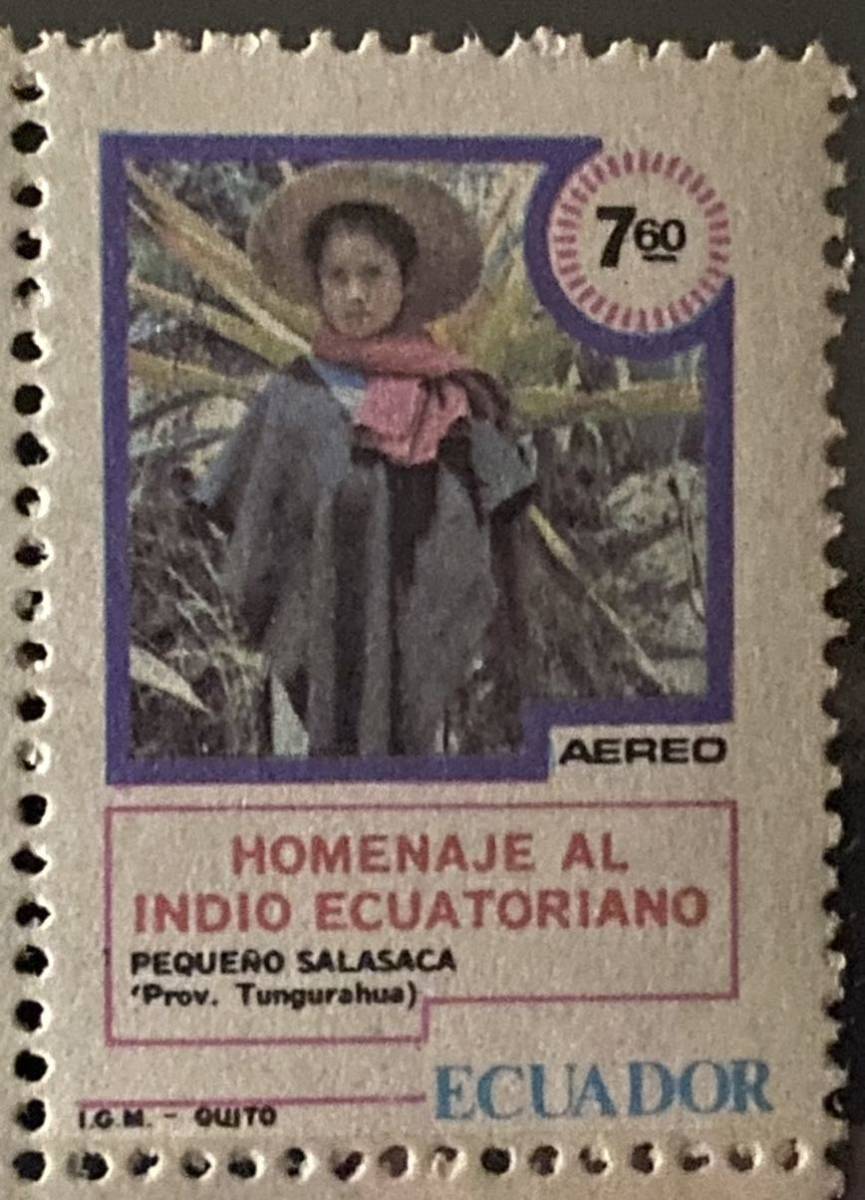 7.60
AEREO
HOMENAJE AL
INDIO ECUATORIANO
PEQUEÑO SALASACA
(Prov. Tungurahua)
ECUADOR
I.G.M. - QUITO